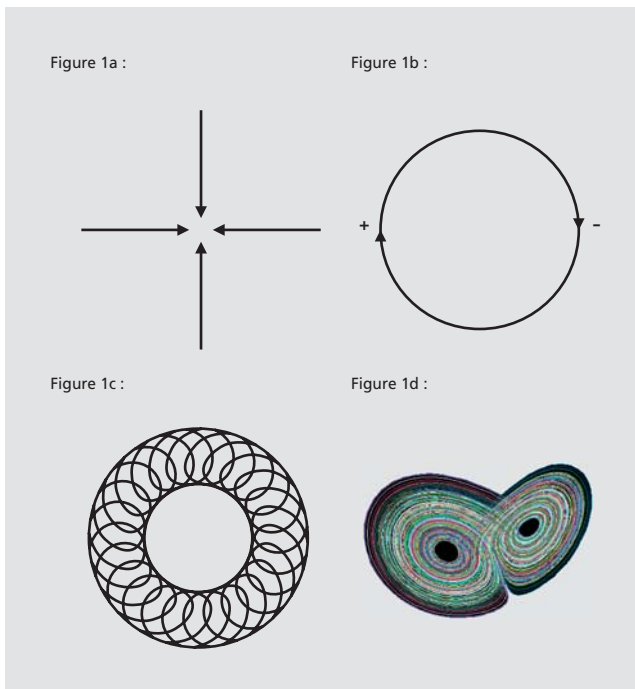 Figure 1a :
Figure 1b :
+
–
Figure 1c :
Figure 1d :